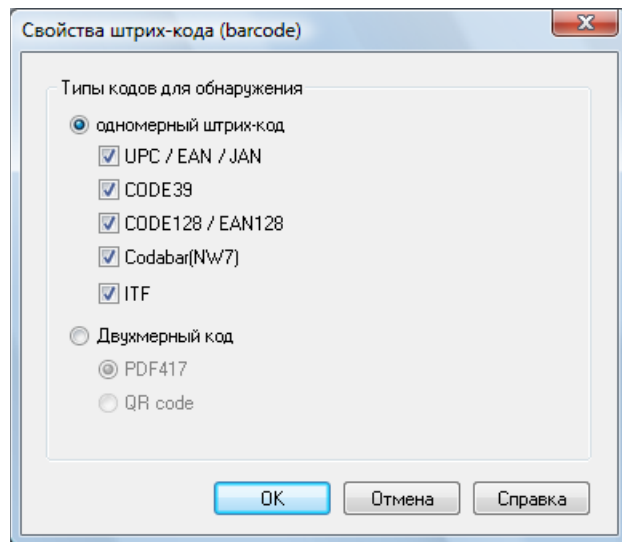 Свойства штрих-кода (barcode)
Типы кодов для обнаружения
одномерный штрих-код
UPC / EAN / JAN
CODE39
CODE128 / EAN128
Codabar(NW7)
ITF
Двухмерный код
PDF417
QR code
OK
Отмена
Справка